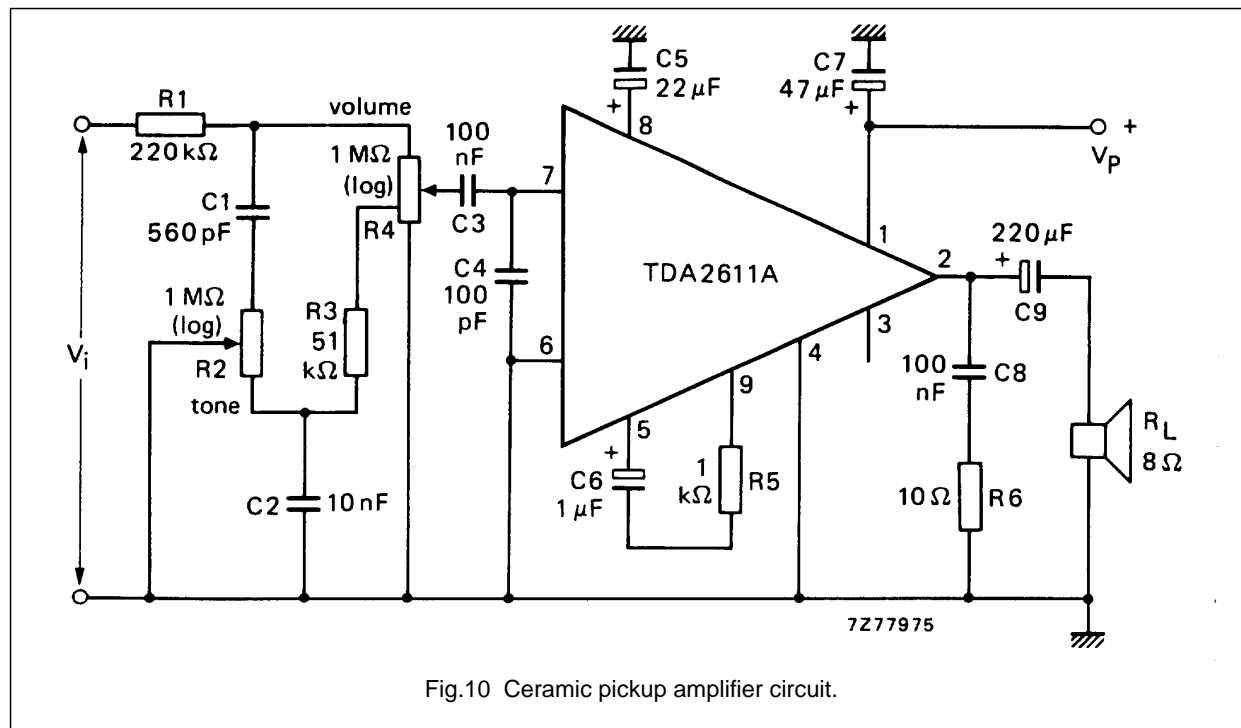 R1
220 kΩ
volume
1 MΩ
(log)
R4
C1
560 pF
1 MΩ
(log)
R2
tone
R3
51
kΩ
C2
10 nF
Vi
100
nF
C3
C4
100
pF
7
6
C5
22 µF
+
8
TDA2611A
C7
47 µF
+
+
VP
1
2
3
4
9
5
+
C6
1 µF
1
kΩ
R5
220 µF
+
C9
100
nF
C8
10 Ω
R6
RL
8 Ω
7Z77975
Fig.10 Ceramic pickup amplifier circuit.